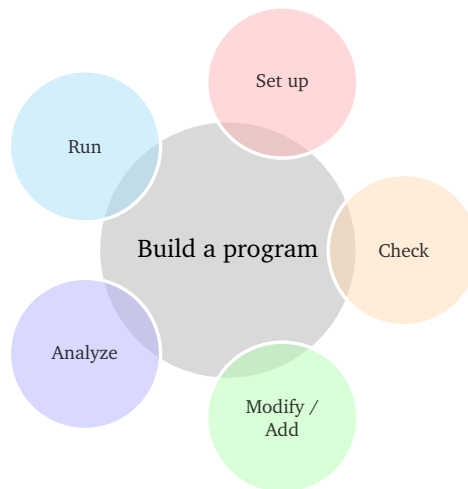 Set up
Run
Build a program
Check
Analyze
Modify /
Add